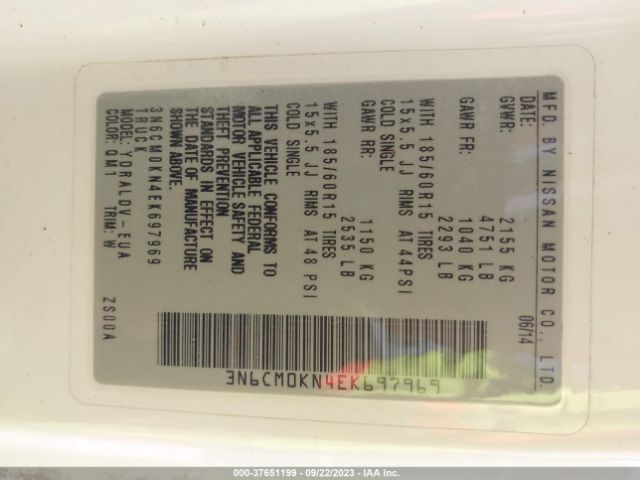 MFD. BY NISSAN MOTOR CO., LTD.
DATE: 06/14
GVWR: 2155 KG
4751 LB
GAWR FR: 1040 KG
2293 LB
WITH 185/60R15 TIRES
15x5.5 JJ RIMS AT 44PSI
COLD SINGLE
GAWR RR: 1150 KG
2535 LB
WITH 185/60R15 TIRES
15x5.5 JJ RIMS AT 48 PSI
COLD SINGLE
THIS VEHICLE CONFORMS TO
ALL APPLICABLE FEDERAL
MOTOR VEHICLE SAFETY AND
THEFT PREVENTION
STANDARDS IN EFFECT ON
THE DATE OF MANUFACTURE
SHOWN ABOVE.
3N6CM0KN4EK697969
TRUCK
MODEL: YDRALDV-EUA
COLOR: QM1 TRIM: W
ZS00A
3N6CM0KN4EK697969
000-37651199 - 09/22/2023 - IAA Inc.